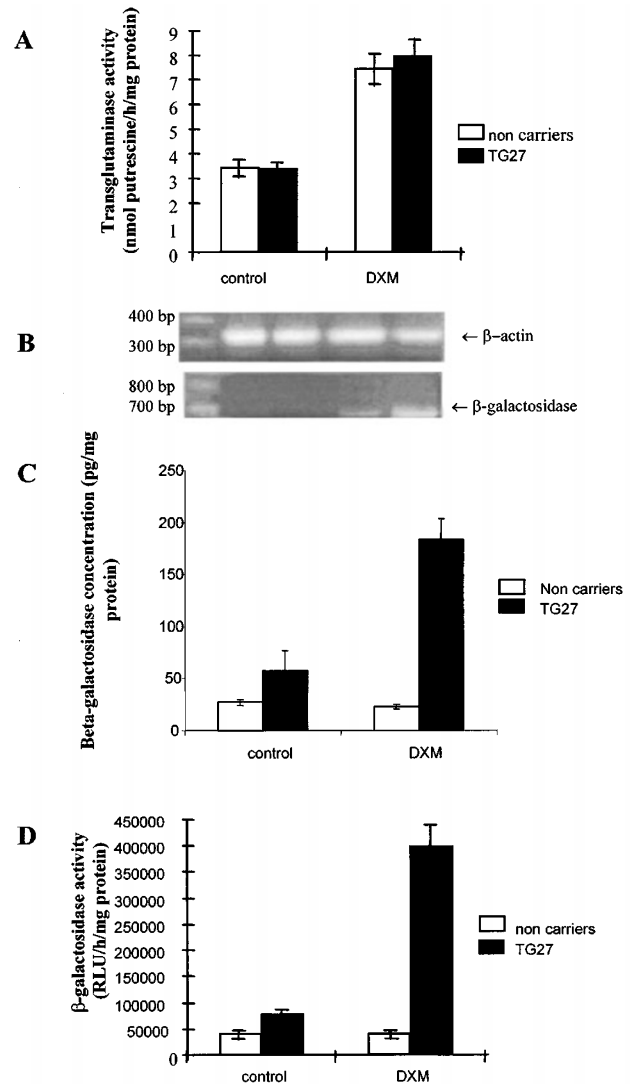 A
Transglutaminase activity
(nmol putrescine/h/mg protein)
9
8
7
6
5
4
3
2
1
0
control
DXM
non carriers
TG27
B
400 bp
300 bp
← β–actin
800 bp
700 bp
← β-galactosidase
C
Beta-galactosidase concentration (pg/mg
protein)
250
200
150
100
50
0
control
DXM
Non carriers
TG27
D
β-galactosidase activity
(RLU/h/mg protein)
450000
400000
350000
300000
250000
200000
150000
100000
50000
0
control
DXM
non carriers
TG27